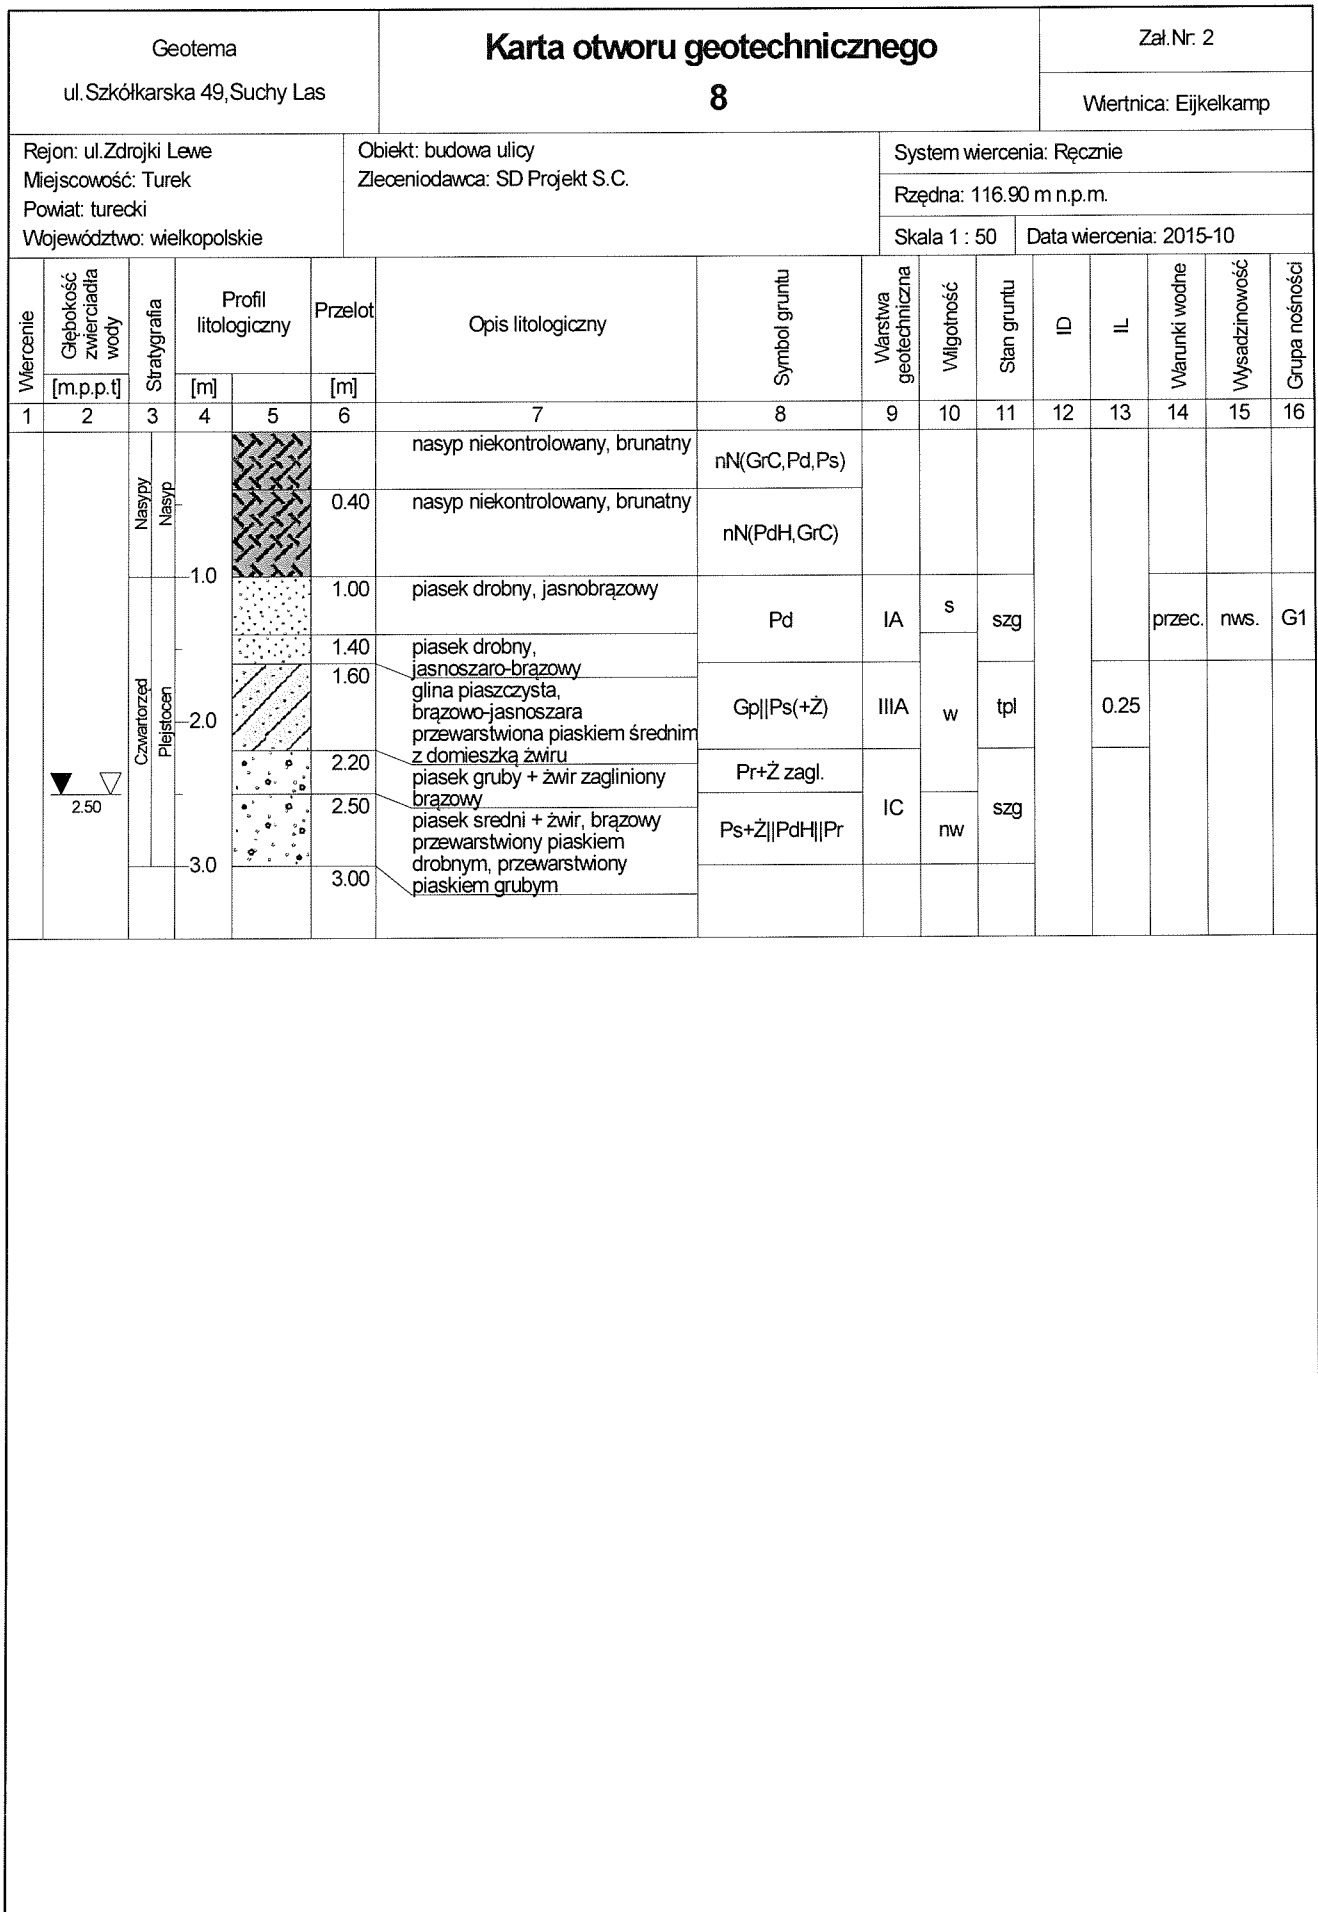 Geotema
ul.Szkółkarska 49,Suchy Las
Karta otworu geotechnicznego
8
Zał.Nr: 2
Wiertnica: Eijkelkamp
Rejon: ul.Zdrojki Lewe
Miejscowość: Turek
Powiat: turecki
Województwo: wielkopolskie
Obiekt: budowa ulicy
Zleceniodawca: SD Projekt S.C.
System wiercenia: Ręcznie
Rzędna: 116.90 m n.p.m.
Skala 1 : 50
Data wiercenia: 2015-10
Wiercenie
Głębokość
zwierciadła
wody
[m.p.p.t]
Stratygrafia
Profil
litologiczny
[m]
Przelot
[m]
Opis litologiczny
Symbol gruntu
Warstwa
geotechniczna
Wilgotność
Stan gruntu
ID
IL
Warunki wodne
Wysadzinowość
Grupa nośności
1 2 3 4 5 6 7 8 9 10 11 12 13 14 15 16
Nasypy
Nasyp
nasyp niekontrolowany, brunatny
nN(GrC,Pd,Ps)
0.40
nasyp niekontrolowany, brunatny
nN(PdH,GrC)
1.0
1.00
piasek drobny, jasnobrązowy
Pd
IA
s
szg
przec.
nws.
G1
1.40
piasek drobny,
jasnoszaro-brązowy
Czwartorzęd
Plejstocen
1.60
glina piaszczysta,
brązowo-jasnoszara
przewarstwiona piaskiem średnim
z domieszką żwiru
2.0
Gp||Ps(+Ż)
IIIA
w
tpl
0.25
2.20
piasek gruby + żwir zagliniony
brązowy
Pr+Ż zagl.
IC
szg
2.50
2.50
piasek sredni + żwir, brązowy
przewarstwiony piaskiem
drobnym, przewarstwiony
piaskiem grubym
Ps+Ż||PdH||Pr
nw
3.0
3.00